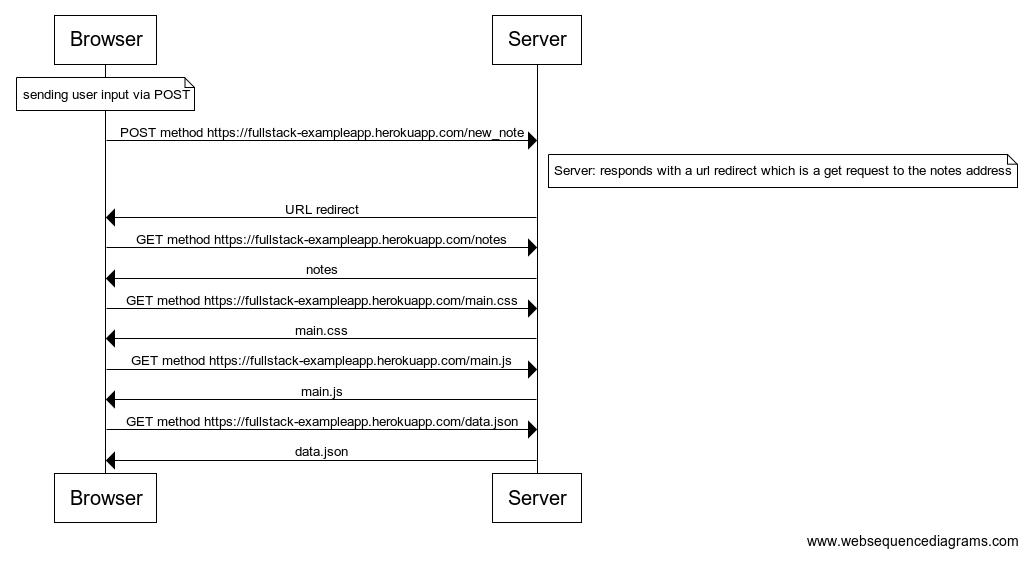 Browser
Server
sending user input via POST
POST method https://fullstack-exampleapp.herokuapp.com/new_note
Server: responds with a url redirect which is a get request to the notes address
URL redirect
GET method https://fullstack-exampleapp.herokuapp.com/notes
notes
GET method https://fullstack-exampleapp.herokuapp.com/main.css
main.css
GET method https://fullstack-exampleapp.herokuapp.com/main.js
main.js
GET method https://fullstack-exampleapp.herokuapp.com/data.json
data.json
Browser
Server
www.websequencediagrams.com